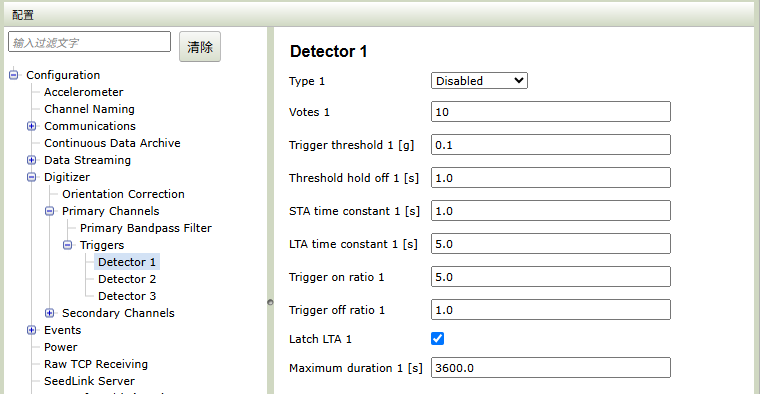 配置
输入过滤文字
清除
Configuration
Accelerometer
Channel Naming
Communications
Continuous Data Archive
Data Streaming
Digitizer
Orientation Correction
Primary Channels
Primary Bandpass Filter
Triggers
Detector 1
Detector 2
Detector 3
Secondary Channels
Events
Power
Raw TCP Receiving
SeedLink Server
Detector 1
Type 1 Disabled
Votes 1 10
Trigger threshold 1 [g] 0.1
Threshold hold off 1 [s] 1.0
STA time constant 1 [s] 1.0
LTA time constant 1 [s] 5.0
Trigger on ratio 1 5.0
Trigger off ratio 1 1.0
Latch LTA 1
Maximum duration 1 [s] 3600.0